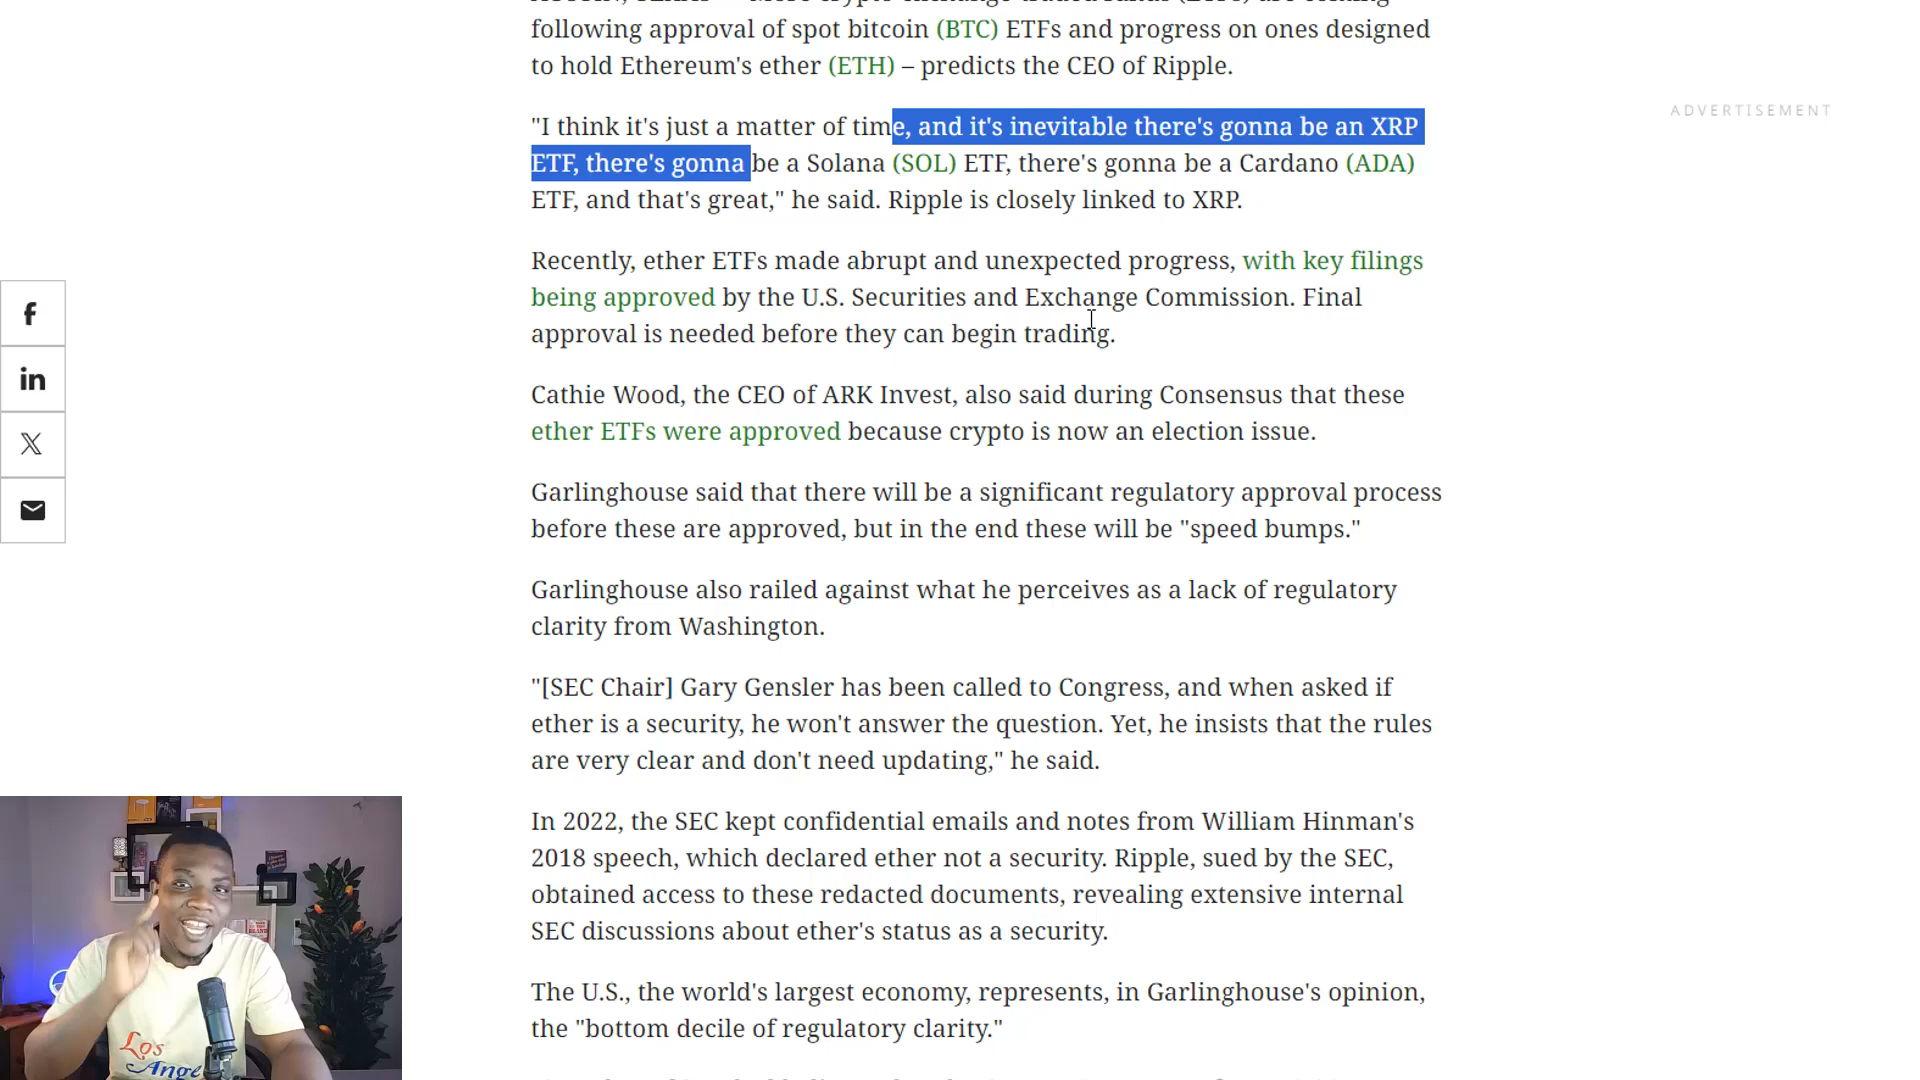 following approval of spot bitcoin (BTC) ETFs and progress on ones designed
to hold Ethereum's ether (ETH) – predicts the CEO of Ripple.
ADVERTISEMENT
"I think it's just a matter of time, and it's inevitable there's gonna be an XRP
ETF, there's gonna be a Solana (SOL) ETF, there's gonna be a Cardano (ADA)
ETF, and that's great," he said. Ripple is closely linked to XRP.
Recently, ether ETFs made abrupt and unexpected progress, with key filings
being approved by the U.S. Securities and Exchange Commission. Final
approval is needed before they can begin trading.
Cathie Wood, the CEO of ARK Invest, also said during Consensus that these
ether ETFs were approved because crypto is now an election issue.
Garlinghouse said that there will be a significant regulatory approval process
before these are approved, but in the end these will be "speed bumps."
Garlinghouse also railed against what he perceives as a lack of regulatory
clarity from Washington.
"[SEC Chair] Gary Gensler has been called to Congress, and when asked if
ether is a security, he won't answer the question. Yet, he insists that the rules
are very clear and don't need updating," he said.
In 2022, the SEC kept confidential emails and notes from William Hinman's
2018 speech, which declared ether not a security. Ripple, sued by the SEC,
obtained access to these redacted documents, revealing extensive internal
SEC discussions about ether's status as a security.
The U.S., the world's largest economy, represents, in Garlinghouse's opinion,
the "bottom decile of regulatory clarity."
Los
Ange